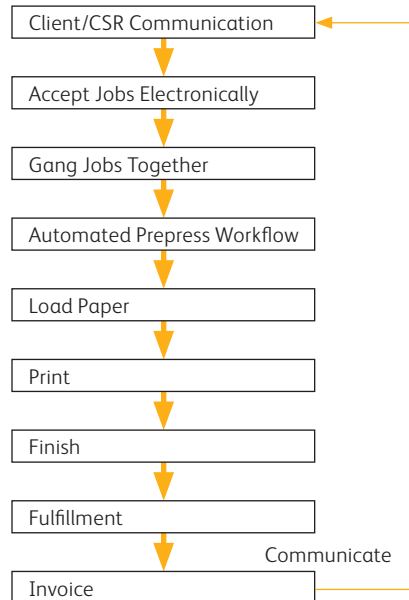 Client/CSR Communication
Accept Jobs Electronically
Gang Jobs Together
Automated Prepress Workflow
Load Paper
Print
Finish
Fulfillment
Communicate
Invoice